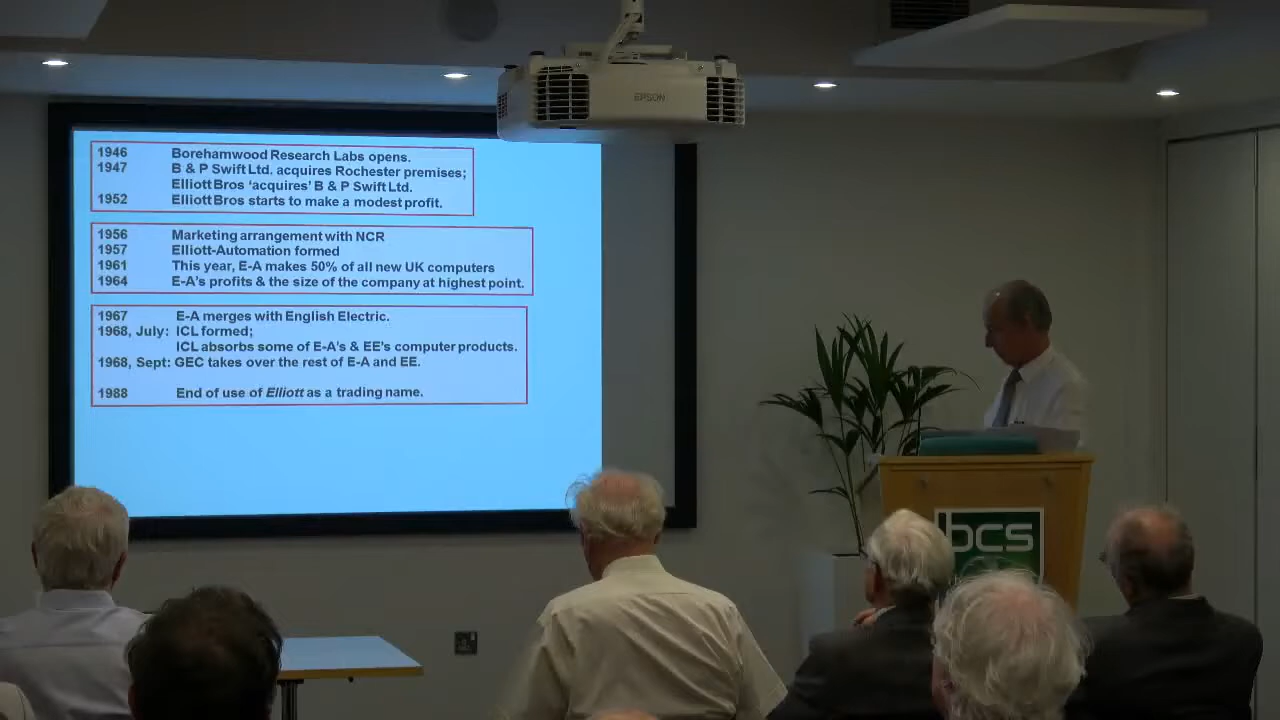 EPSON
1946 Borehamwood Research Labs opens.
1947 B & P Swift Ltd. acquires Rochester premises;
Elliott Bros ‘acquires’ B & P Swift Ltd.
1952 Elliott Bros starts to make a modest profit.
1956 Marketing arrangement with NCR
1957 Elliott-Automation formed
1961 This year, E-A makes 50% of all new UK computers
1964 E-A’s profits & the size of the company at highest point.
1967 E-A merges with English Electric.
1968, July: ICL formed;
ICL absorbs some of E-A’s & EE’s computer products.
1968, Sept: GEC takes over the rest of E-A and EE.
1988 End of use of Elliott as a trading name.
bcs